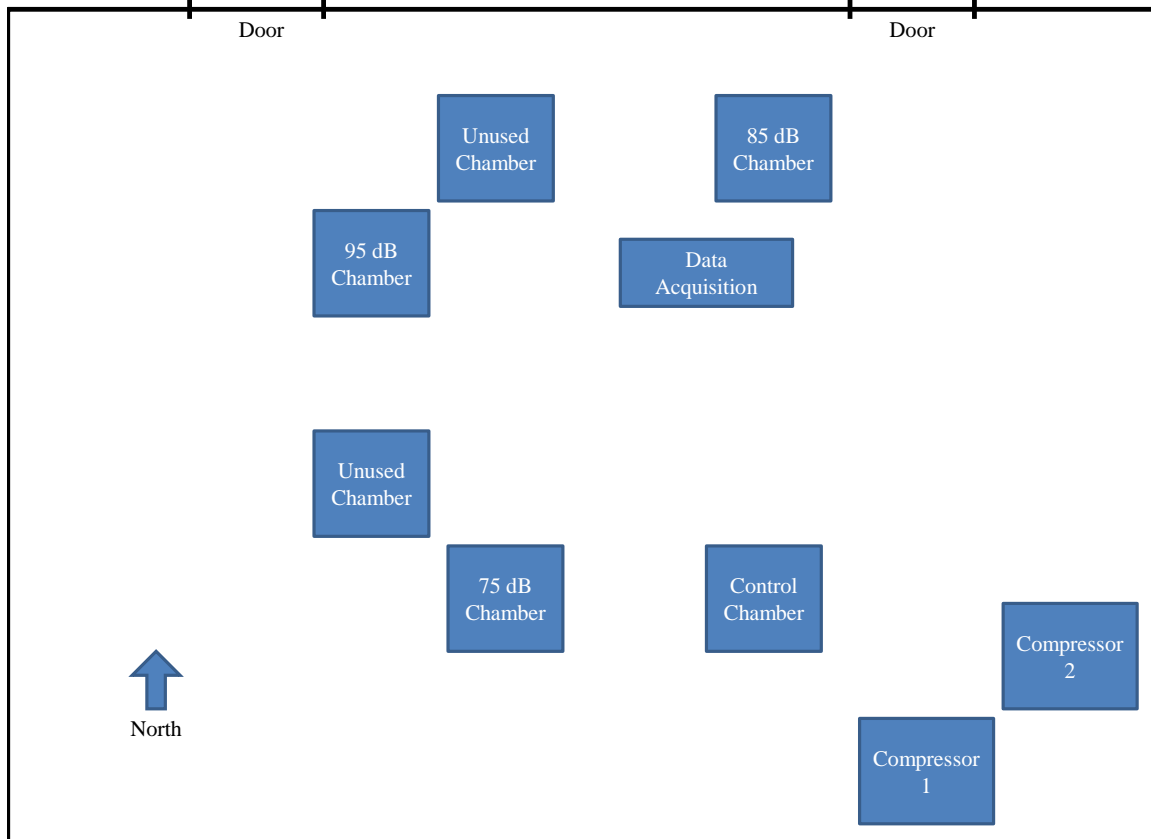 Door
Door
Unused
Chamber
85 dB
Chamber
95 dB
Chamber
Data
Acquisition
Unused
Chamber
75 dB
Chamber
Control
Chamber
Compressor
2
North
Compressor
1